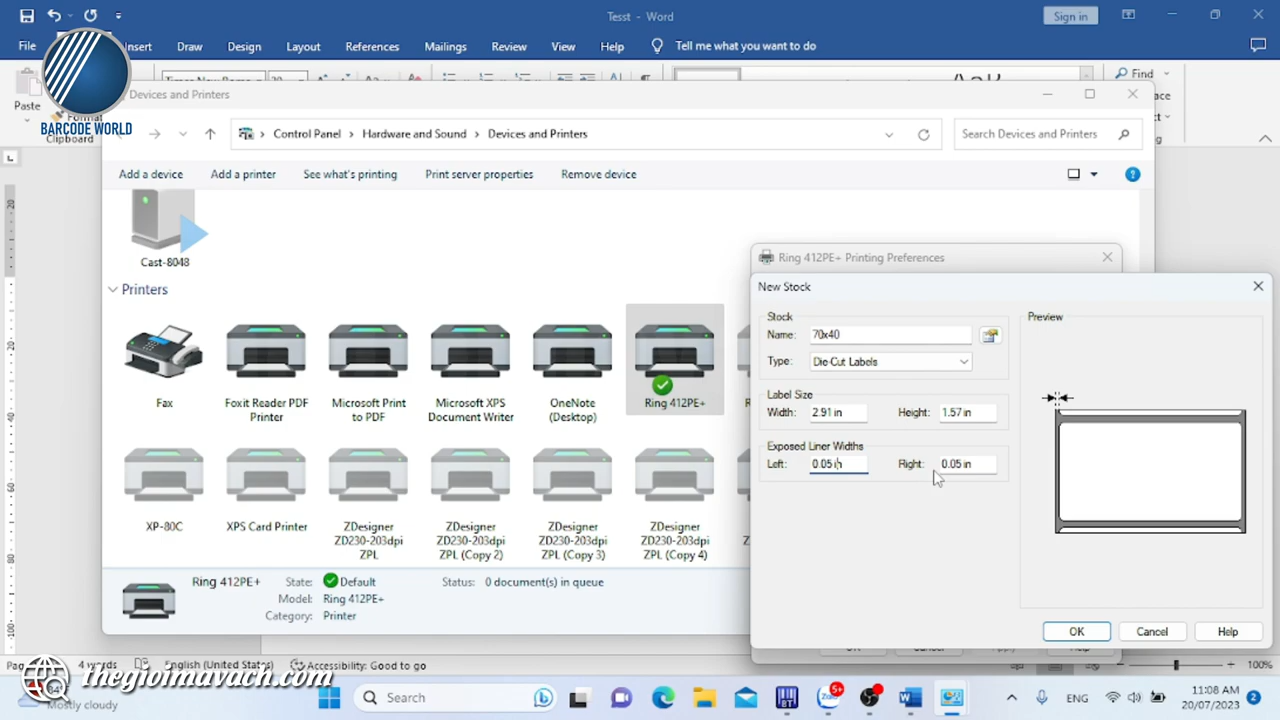 Tesst - Word
Sign in
File
Insert
Draw
Design
Layout
References
Mailings
Review
View
Help
Tell me what you want to do
Paste
Find
Clipboard
BARCODE WORLD
Devices and Printers
Control Panel > Hardware and Sound > Devices and Printers
Search Devices and Printers
Add a device
Add a printer
See what's printing
Print server properties
Remove device
Cast-8048
Printers
Fax
Foxit Reader PDF
Printer
Microsoft Print
to PDF
Microsoft XPS
Document Writer
OneNote
(Desktop)
Ring 412PE+
XP-80C
XPS Card Printer
ZDesigner
ZD230-203dpi
ZPL
ZDesigner
ZD230-203dpi
ZPL (Copy 2)
ZDesigner
ZD230-203dpi
ZPL (Copy 3)
ZDesigner
ZD230-203dpi
ZPL (Copy 4)
Ring 412PE+
State: Default
Status: 0 document(s) in queue
Model: Ring 412PE+
Category: Printer
Ring 412PE+ Printing Preferences
New Stock
Stock
Name: 70x40
Type: Die-Cut Labels
Label Size
Width: 2.91 in
Height: 1.57 in
Exposed Liner Widths
Left: 0.05 in
Right: 0.05 in
Preview
OK
Cancel
Help
4 words
English (United States)
Accessibility: Good to go
100%
thegioimavach.com
Mostly cloudy
Search
5+
ENG
11:08 AM
20/07/2023
2